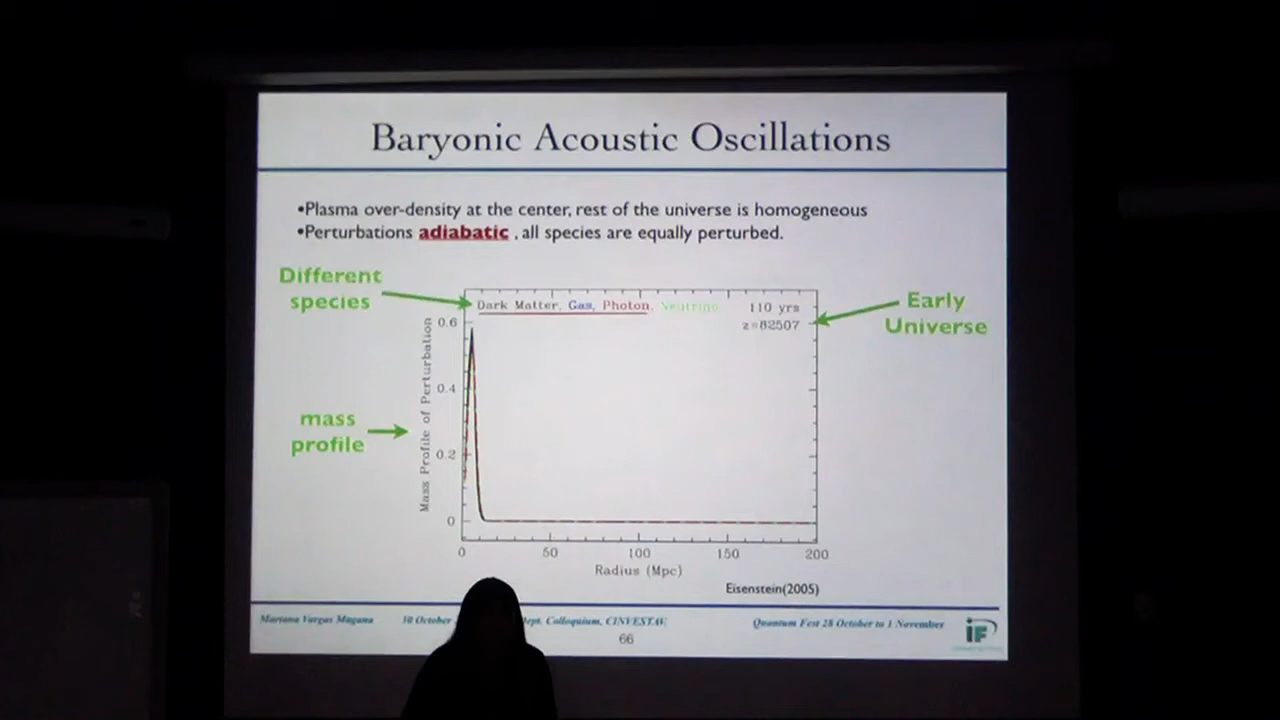 Baryonic Acoustic Oscillations
•Plasma over-density at the center, rest of the universe is homogeneous
•Perturbations adiabatic , all species are equally perturbed.
Different
species
Dark Matter, Gas, Photon, Neutrino
110 yrs
z=82507
Early
Universe
mass
profile
Mass Profile of Perturbation
0.6
0.4
0.2
0
0 50 100 150 200
Radius (Mpc)
Eisenstein(2005)
Mariana Vargas Magana 30 October Dept. Colloquium, CINVESTAV Quantum Fest 28 October to 1 November
66
iF